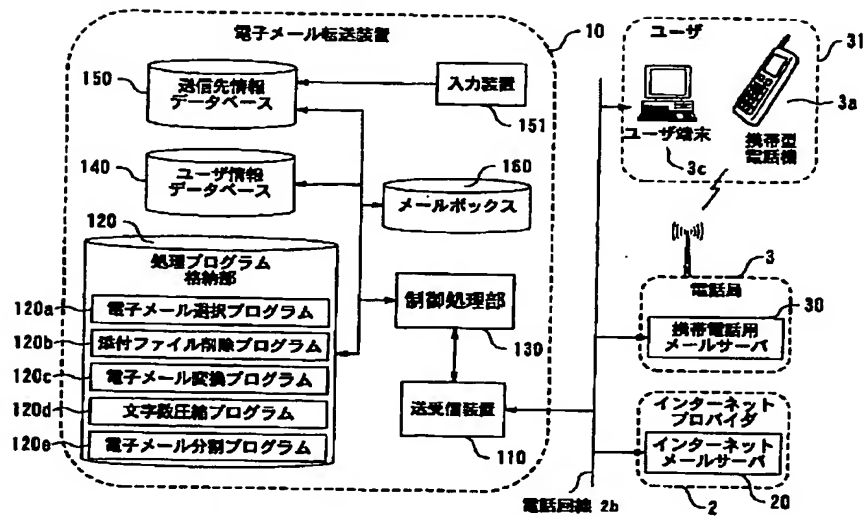 電子メール転送装置
10
150
送信先情報
データベース
入力装置
151
140
ユーザ情報
データベース
160
メールボックス
120
処理プログラム
格納部
120a
電子メール選択プログラム
120b
添付ファイル削除プログラム
120c
電子メール変換プログラム
120d
文字数圧縮プログラム
120e
電子メール分割プログラム
制御処理部
130
送受信装置
110
ユーザ
31
ユーザ端末
3c
3a
携帯型
電話機
3
電話局
30
携帯電話用
メールサーバ
インターネット
プロバイダ
インターネット
メールサーバ
2
20
電話回線 2b